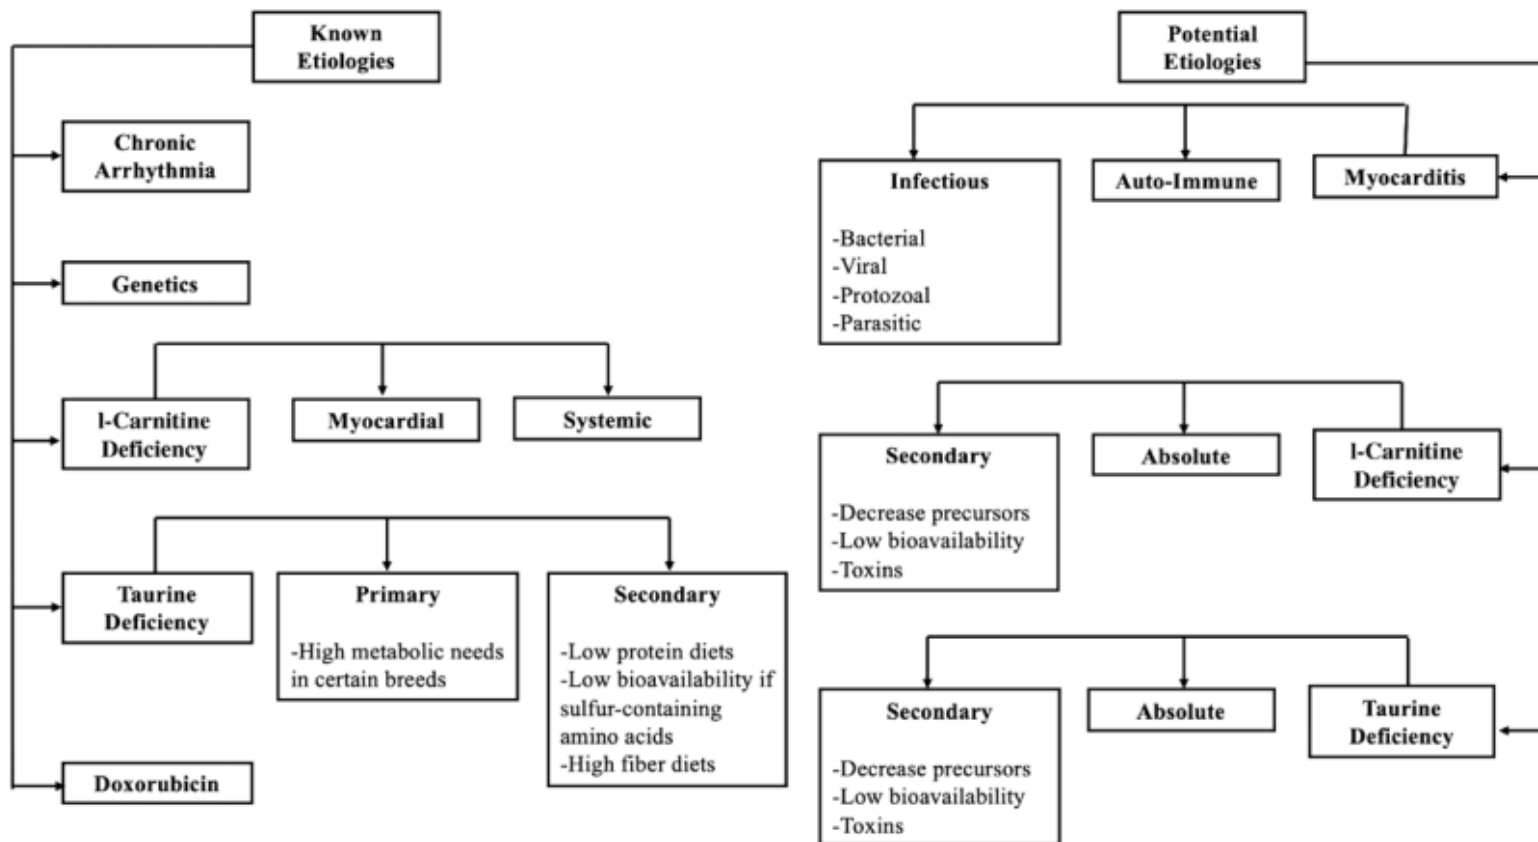 Known
Etiologies
Chronic
Arrhythmia
Genetics
l-Carnitine
Deficiency
Myocardial
Systemic
Taurine
Deficiency
Primary
-High metabolic needs
in certain breeds
Secondary
-Low protein diets
-Low bioavailability if
sulfur-containing
amino acids
-High fiber diets
Doxorubicin
Potential
Etiologies
Infectious
-Bacterial
-Viral
-Protozoal
-Parasitic
Auto-Immune
Myocarditis
Secondary
-Decrease precursors
-Low bioavailability
-Toxins
Absolute
l-Carnitine
Deficiency
Secondary
-Decrease precursors
-Low bioavailability
-Toxins
Absolute
Taurine
Deficiency